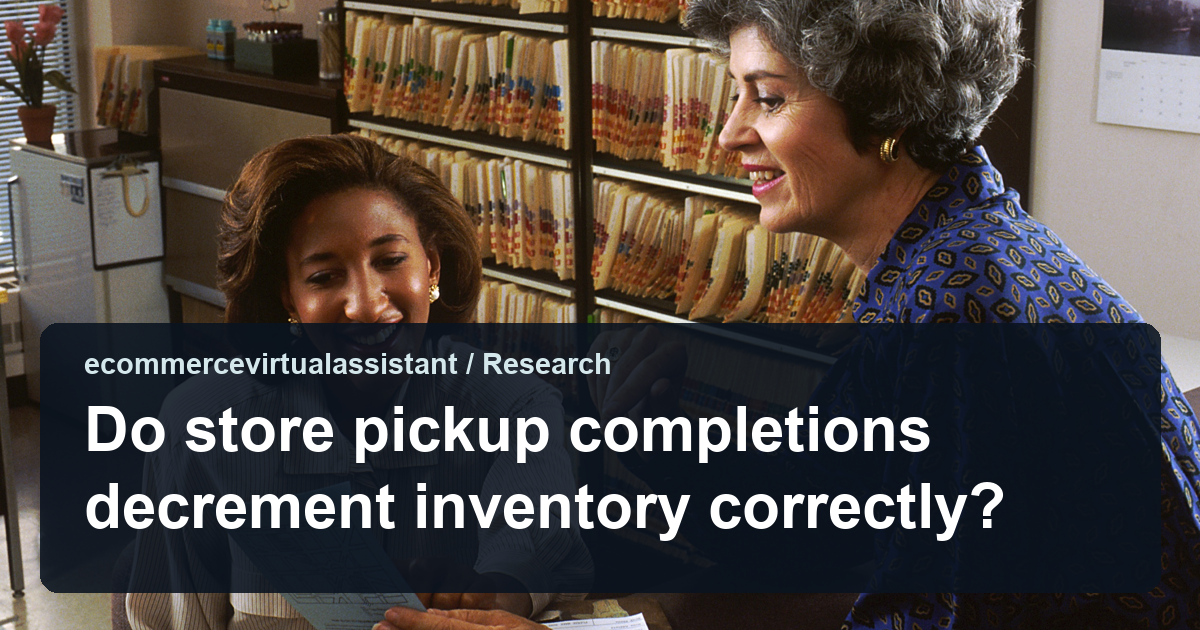 ecommercevirtualassistant / Research
Do store pickup completions
decrement inventory correctly?